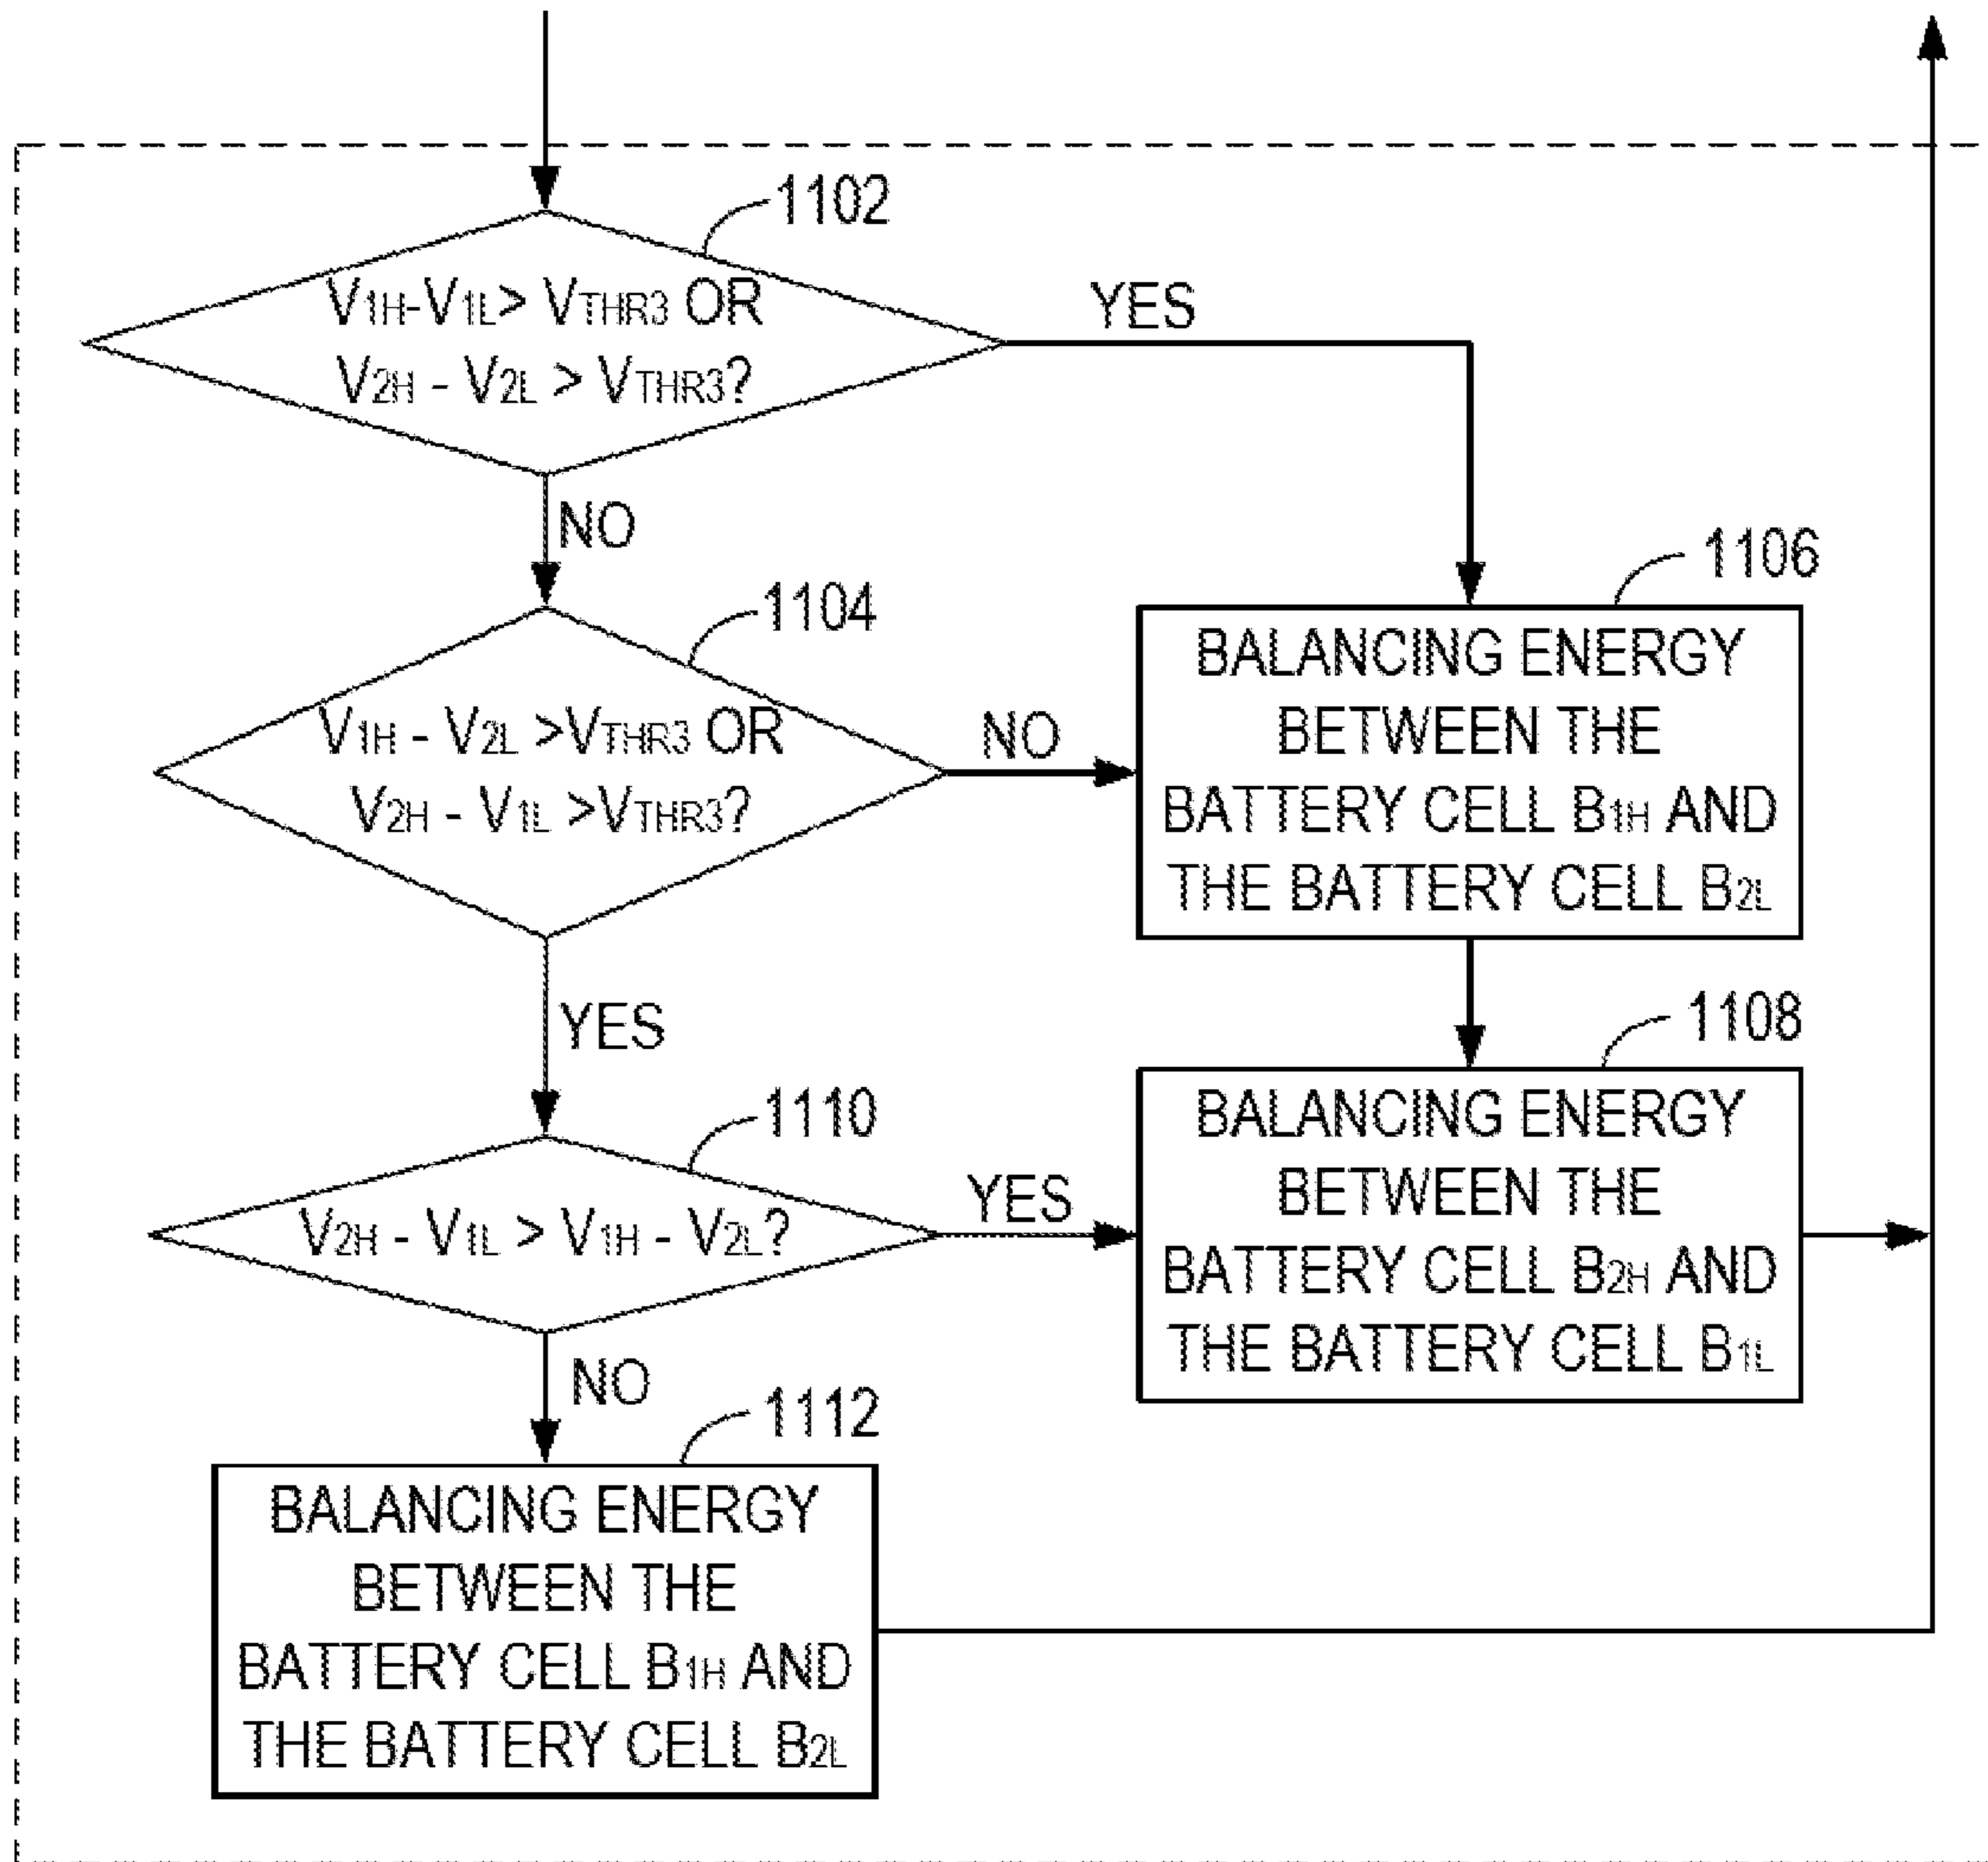 1102
V1H-V1L> VTHR3 OR
V2H - V2L > VTHR3?
YES
NO
1104
V1H - V2L >VTHR3 OR
V2H - V1L >VTHR3?
NO
YES
1106
BALANCING ENERGY
BETWEEN THE
BATTERY CELL B1H AND
THE BATTERY CELL B2L
1108
BALANCING ENERGY
BETWEEN THE
BATTERY CELL B2H AND
THE BATTERY CELL B1L
1110
V2H - V1L > V1H - V2L?
YES
NO
1112
BALANCING ENERGY
BETWEEN THE
BATTERY CELL B1H AND
THE BATTERY CELL B2L